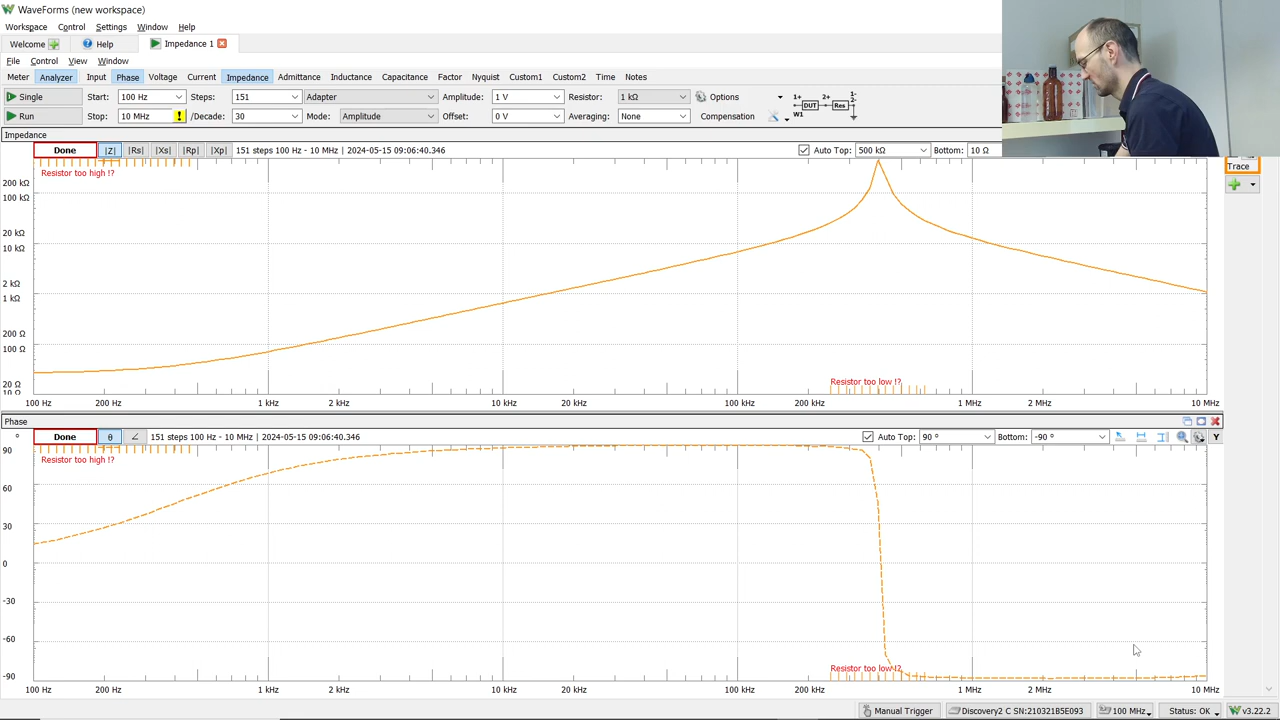 WaveForms (new workspace)
Workspace Control Settings Window Help
Welcome Help Impedance 1
File Control View Window
Meter Analyzer Input Phase Voltage Current Impedance Admittance Inductance Capacitance Factor Nyquist Custom1 Custom2 Time Notes
Single Start: 100 Hz Steps: 151 Adapter Amplitude: 1 V Resistor: 1 kΩ Options
Run Stop: 10 MHz ! /Decade: 30 Mode: Amplitude Offset: 0 V Averaging: None Compensation
1+ 2+ 1-
DUT Res 2-
W1
Impedance
Done |Z| |Rs| |Xs| |Rp| |Xp| 151 steps 100 Hz - 10 MHz | 2024-05-15 09:06:40.346 Auto Top: 500 kΩ Bottom: 10 Ω
Trace
Resistor too high !?
200 kΩ
100 kΩ
20 kΩ
10 kΩ
2 kΩ
1 kΩ
200 Ω
100 Ω
20 Ω
10 Ω
Resistor too low !?
100 Hz 200 Hz 1 kHz 2 kHz 10 kHz 20 kHz 100 kHz 200 kHz 1 MHz 2 MHz 10 MHz
Phase
° Done θ ∠ 151 steps 100 Hz - 10 MHz | 2024-05-15 09:06:40.346 Auto Top: 90 ° Bottom: -90 ° Y
90
Resistor too high !?
60
30
0
-30
-60
Resistor too low !?
-90
100 Hz 200 Hz 1 kHz 2 kHz 10 kHz 20 kHz 100 kHz 200 kHz 1 MHz 2 MHz 10 MHz
Manual Trigger Discovery2 C SN:210321B5E093 100 MHz Status: OK v3.22.2